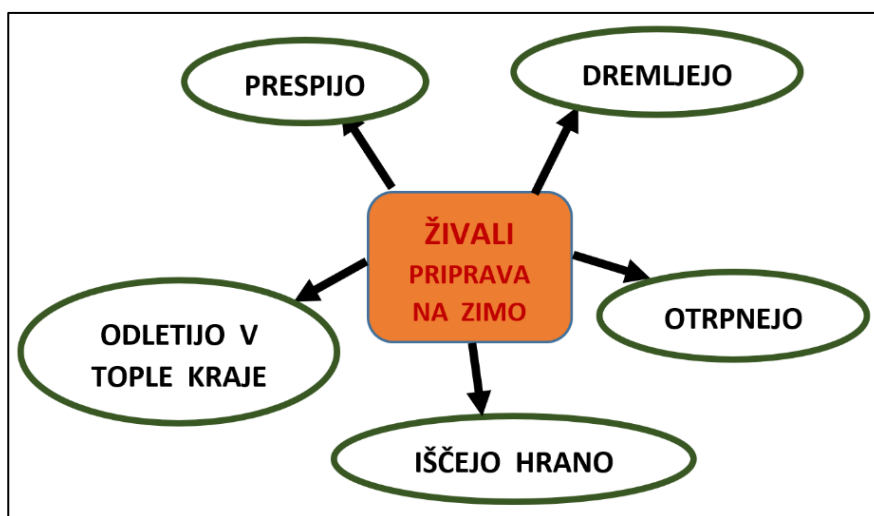 PRESPIJO
DREMLJEJO
ŽIVALI
PRIPRAVA
NA ZIMO
ODLETIJO V
TOPLE KRAJE
OTRPNEJO
IŠČEJO HRANO